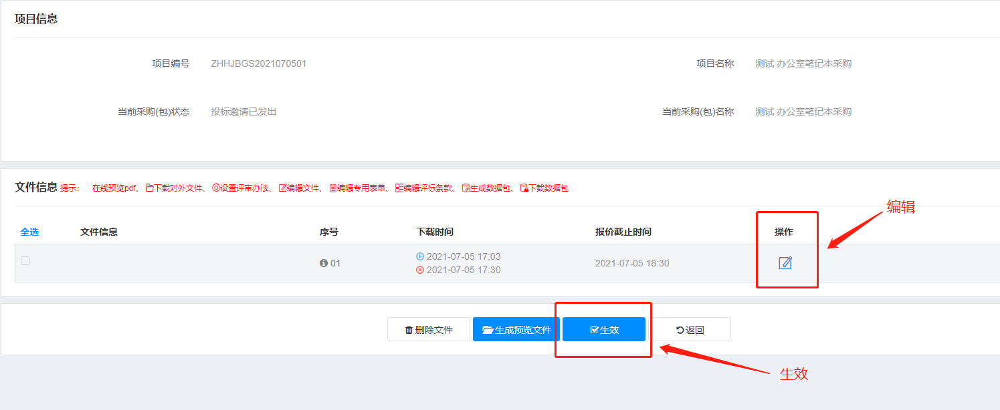 项目信息
项目编号 ZHHJBGS2021070501 项目名称 测试 办公室笔记本采购
当前采购(包)状态 投标邀请已发出 当前采购(包)名称 测试 办公室笔记本采购
文件信息 提示： 在线预览pdf、 下载对外文件、 设置评审办法、 编辑文件、 编辑专用表单、 编辑评标条款、 生成数据包、 下载数据包
编辑
全选 文件信息 序号 下载时间 报价截止时间 操作
2021-07-05 17:03
01 2021-07-05 18:30
2021-07-05 17:30
删除文件 生成预览文件 生效 返回
生效